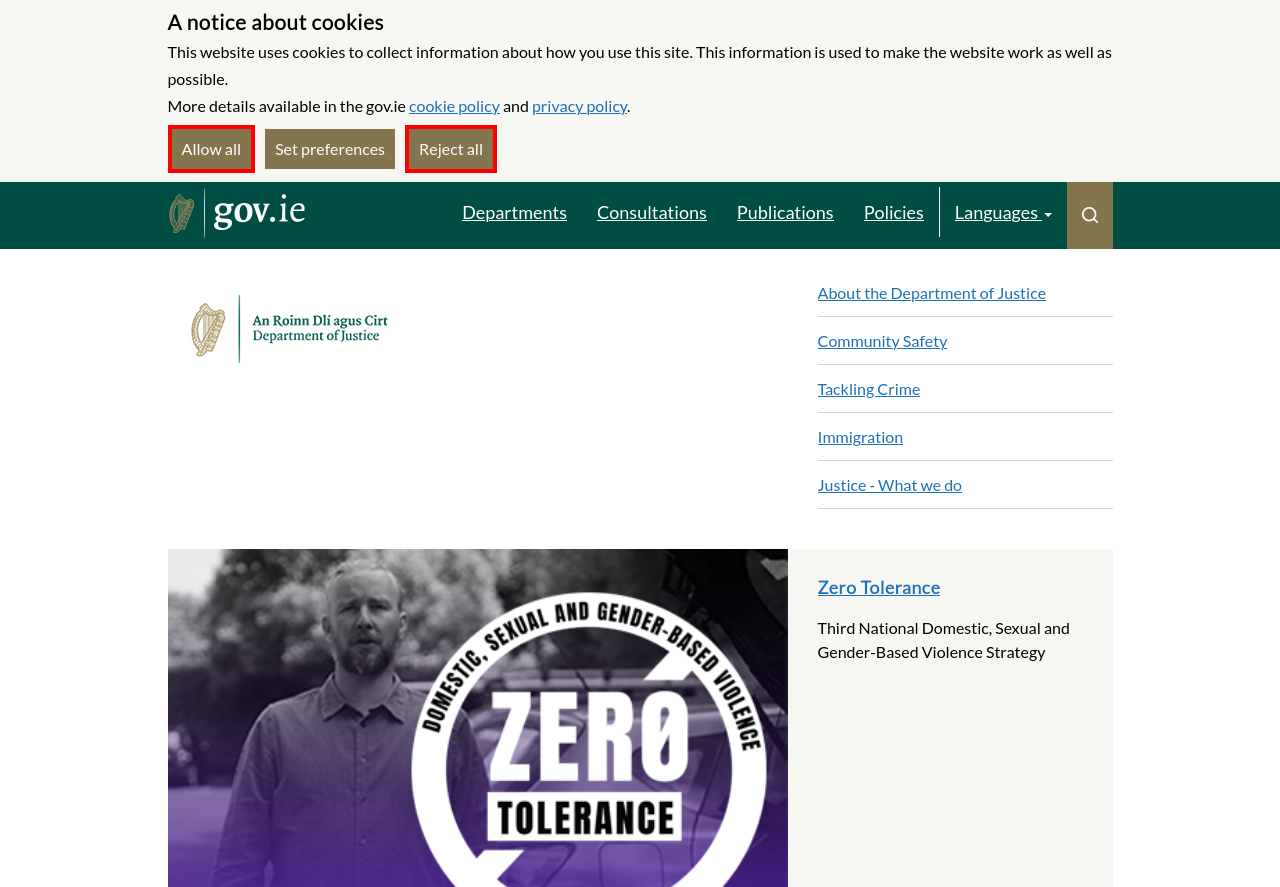 A notice about cookies
This website uses cookies to collect information about how you use this site. This information is used to make the website work as well as
possible.
More details available in the gov.ie cookie policy and privacy policy.
Allow all
Set preferences
Reject all
gov.ie
Departments
Consultations
Publications
Policies
Languages
An Roinn Dlí agus Cirt
Department of Justice
About the Department of Justice
Community Safety
Tackling Crime
Immigration
Justice - What we do
DOMESTIC, SEXUAL AND GENDER-BASED VIOLENCE
ZERO
TOLERANCE
Zero Tolerance
Third National Domestic, Sexual and
Gender-Based Violence Strategy